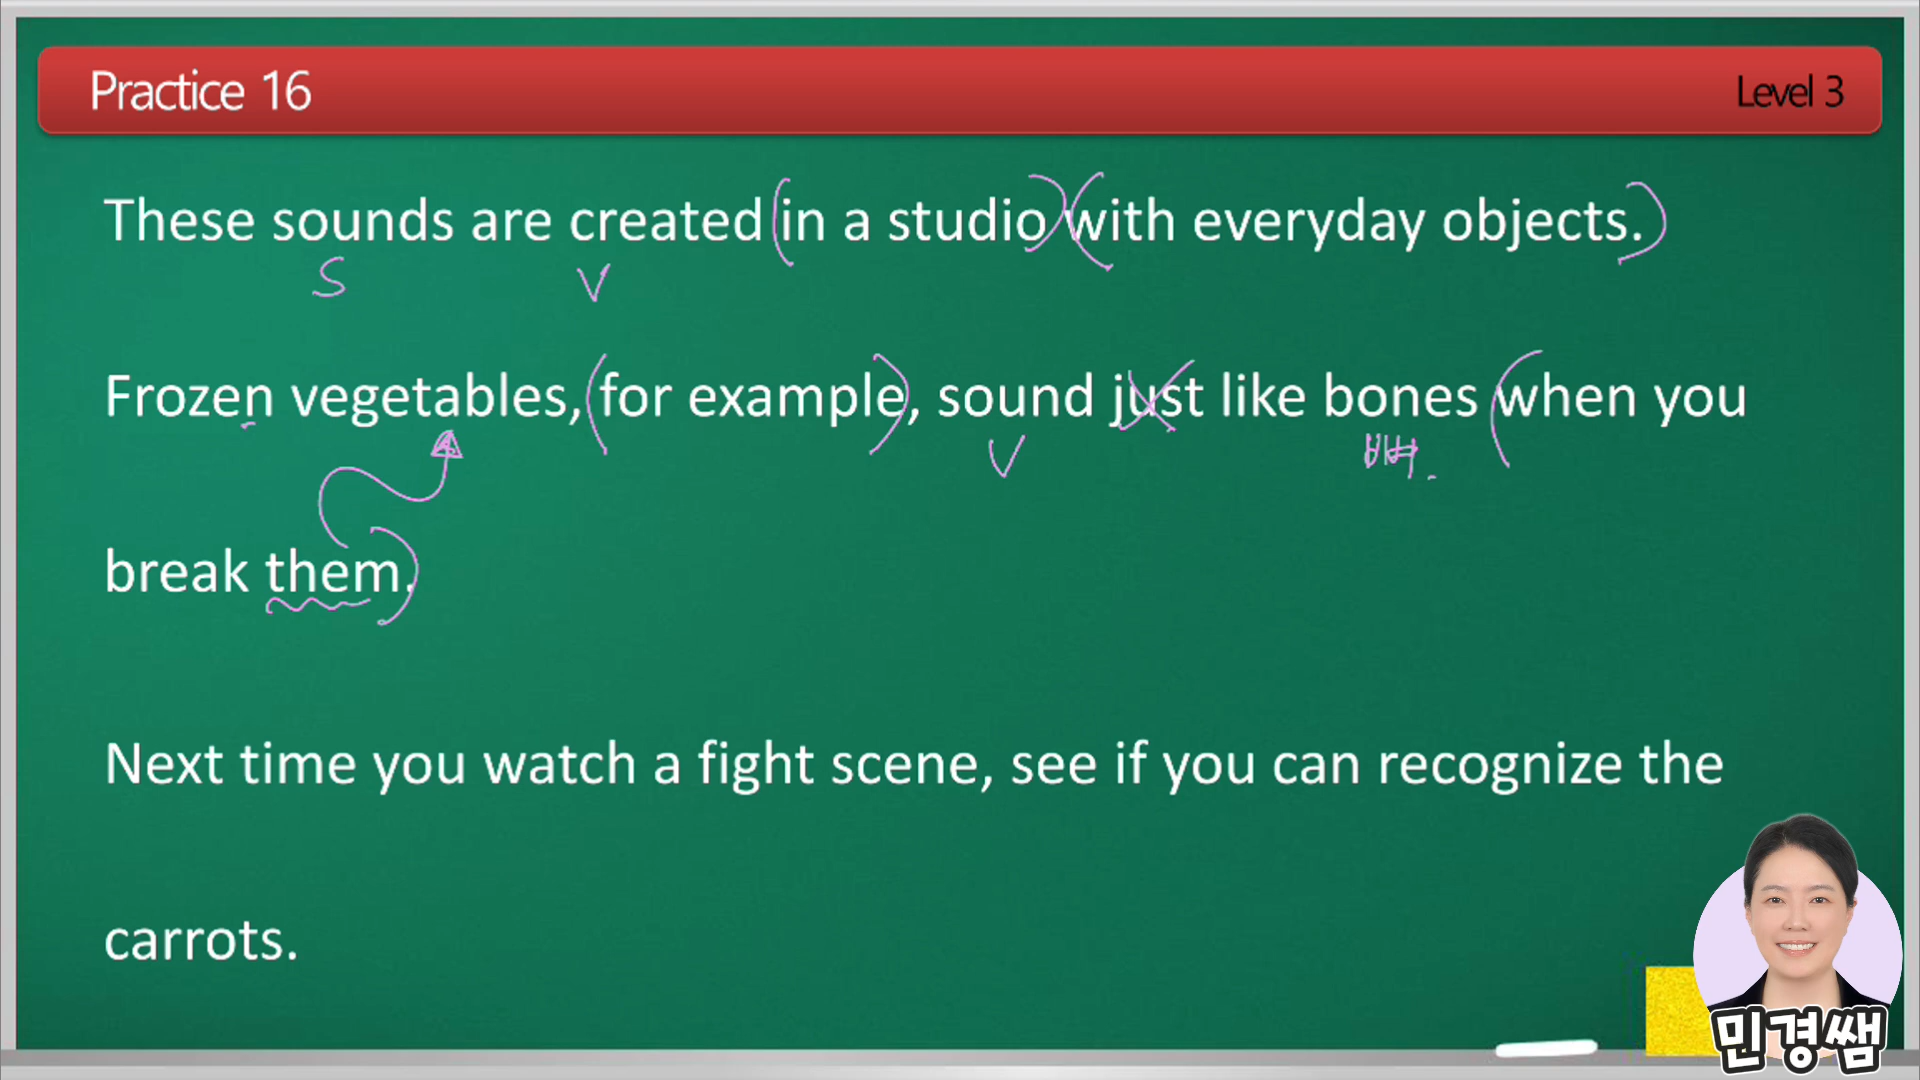 Practice 16
Level 3
These sounds are created (in a studio) (with everyday objects.)
S V
Frozen vegetables, (for example), sound just like bones (when you
V 뼈.
break them.)
Next time you watch a fight scene, see if you can recognize the
carrots.
민경쌤